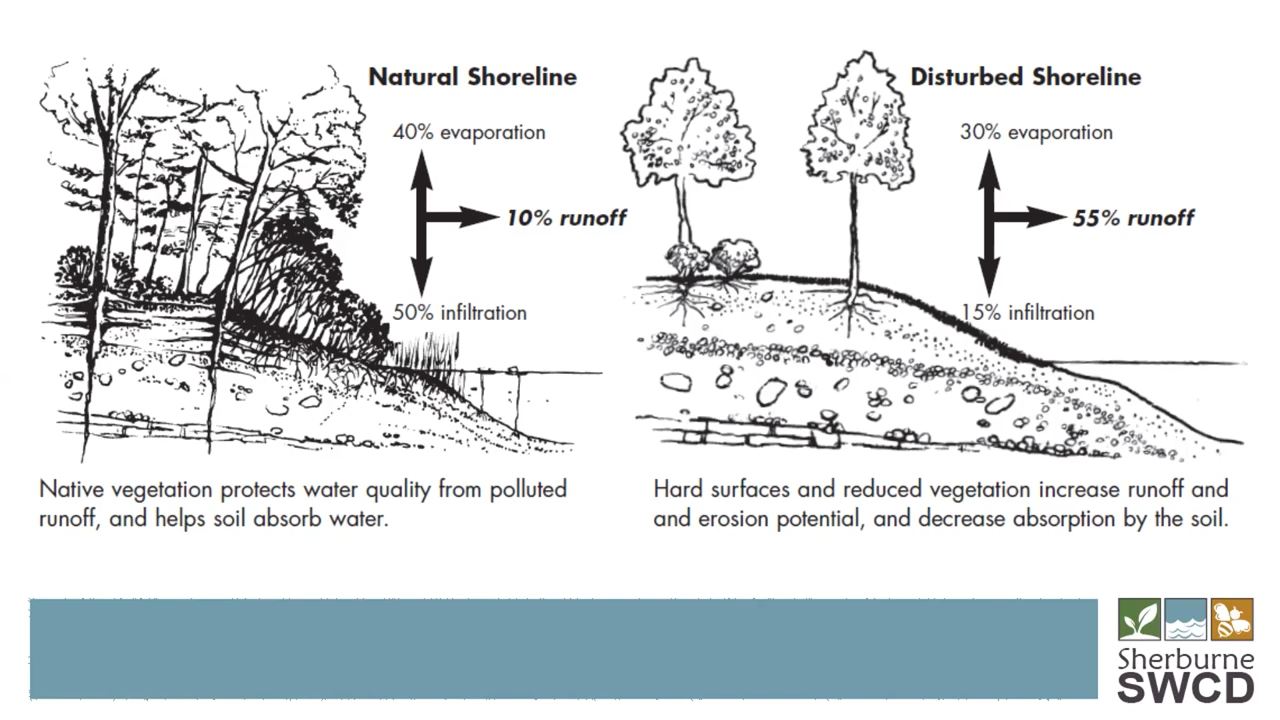 Natural Shoreline
40% evaporation
10% runoff
50% infiltration
Native vegetation protects water quality from polluted
runoff, and helps soil absorb water.
Disturbed Shoreline
30% evaporation
55% runoff
15% infiltration
Hard surfaces and reduced vegetation increase runoff and
and erosion potential, and decrease absorption by the soil.
Sherburne
SWCD